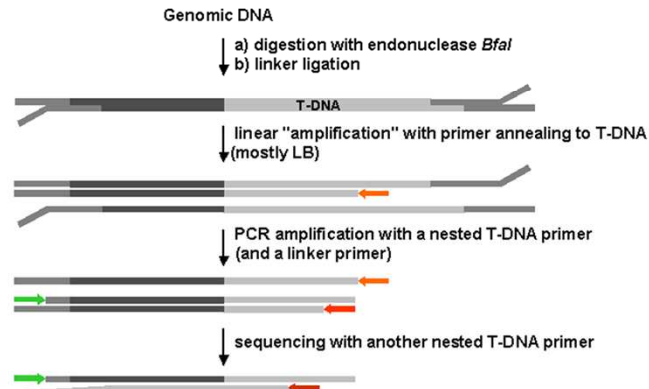 Genomic DNA
a) digestion with endonuclease BfaI
b) linker ligation
T-DNA
linear "amplification" with primer annealing to T-DNA
(mostly LB)
PCR amplification with a nested T-DNA primer
(and a linker primer)
sequencing with another nested T-DNA primer